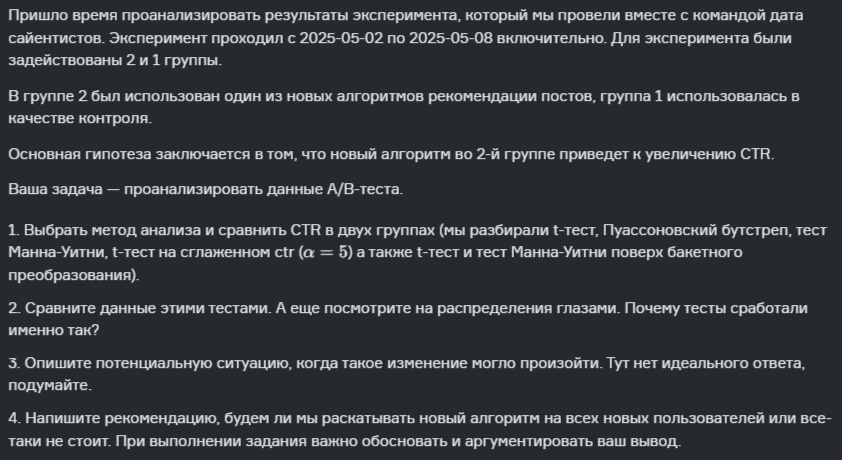 Пришло время проанализировать результаты эксперимента, который мы провели вместе с командой дата
сайентистов. Эксперимент проходил с 2025-05-02 по 2025-05-08 включительно. Для эксперимента были
задействованы 2 и 1 группы.
В группе 2 был использован один из новых алгоритмов рекомендации постов, группа 1 использовалась в
качестве контроля.
Основная гипотеза заключается в том, что новый алгоритм во 2-й группе приведет к увеличению CTR.
Ваша задача — проанализировать данные А/B-теста.
1. Выбрать метод анализа и сравнить CTR в двух группах (мы разбирали t-тест, Пуассоновский бутстреп, тест
Манна-Уитни, t-тест на сглаженном ctr (α = 5) а также t-тест и тест Манна-Уитни поверх бакетного
преобразования).
2. Сравните данные этими тестами. А еще посмотрите на распределения глазами. Почему тесты сработали
именно так?
3. Опишите потенциальную ситуацию, когда такое изменение могло произойти. Тут нет идеального ответа,
подумайте.
4. Напишите рекомендацию, будем ли мы раскатывать новый алгоритм на всех новых пользователей или все-
таки не стоит. При выполнении задания важно обосновать и аргументировать ваш вывод.